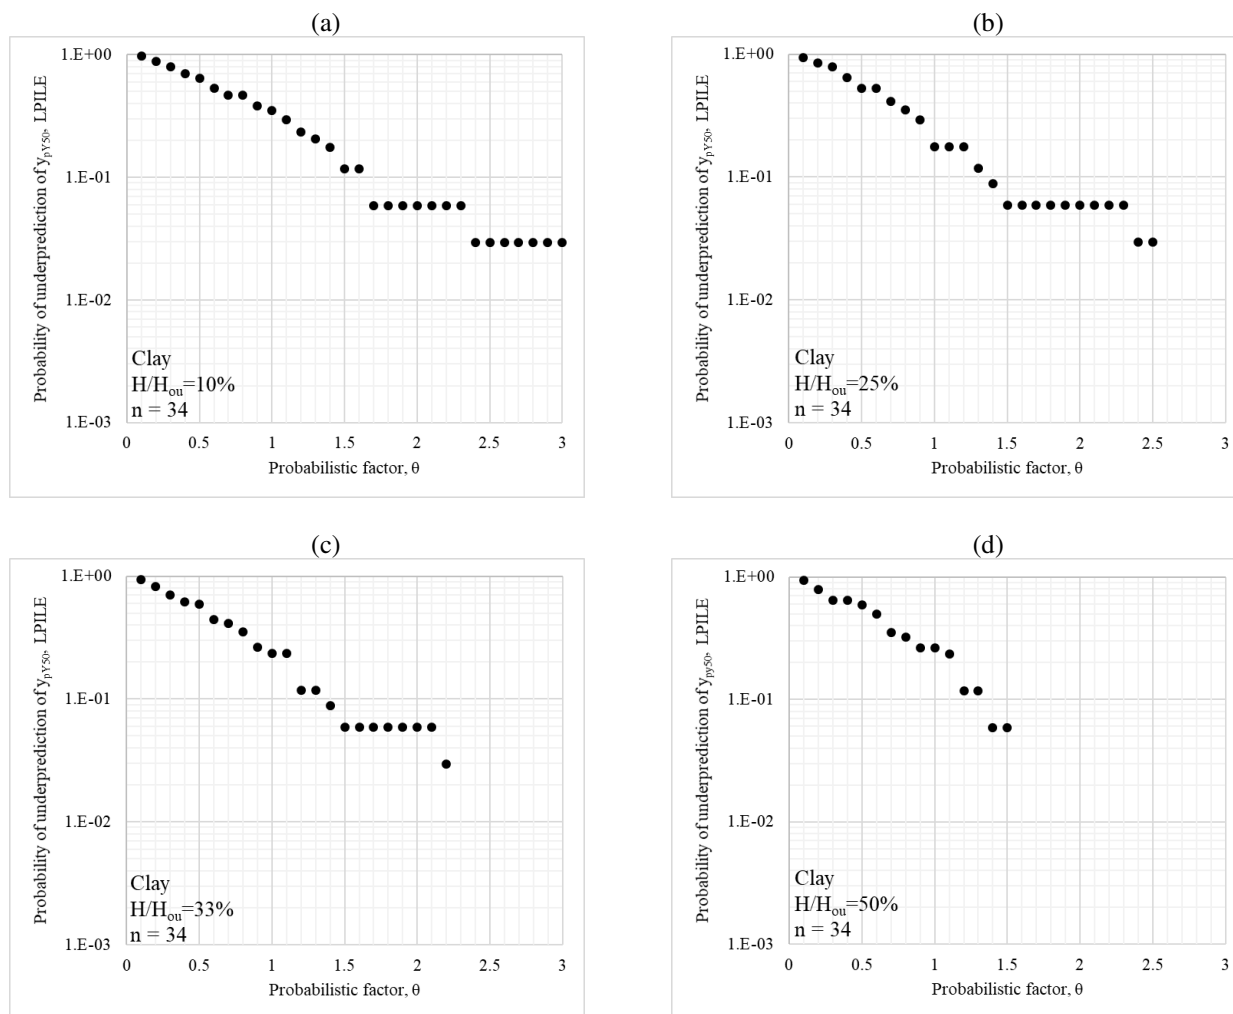 (a)
Probability of underprediction of ypY50, LPILE
1.E+00
1.E-01
1.E-02
1.E-03
Clay
H/Hou=10%
n = 34
0 0.5 1 1.5 2 2.5 3
Probabilistic factor, θ
(b)
Probability of underprediction of ypY50, LPILE
1.E+00
1.E-01
1.E-02
1.E-03
Clay
H/Hou=25%
n = 34
0 0.5 1 1.5 2 2.5 3
Probabilistic factor, θ
(c)
Probability of underprediction of ypY50, LPILE
1.E+00
1.E-01
1.E-02
1.E-03
Clay
H/Hou=33%
n = 34
0 0.5 1 1.5 2 2.5 3
Probabilistic factor, θ
(d)
Probability of underprediction of ypy50, LPILE
1.E+00
1.E-01
1.E-02
1.E-03
Clay
H/Hou=50%
n = 34
0 0.5 1 1.5 2 2.5 3
Probabilistic factor, θ